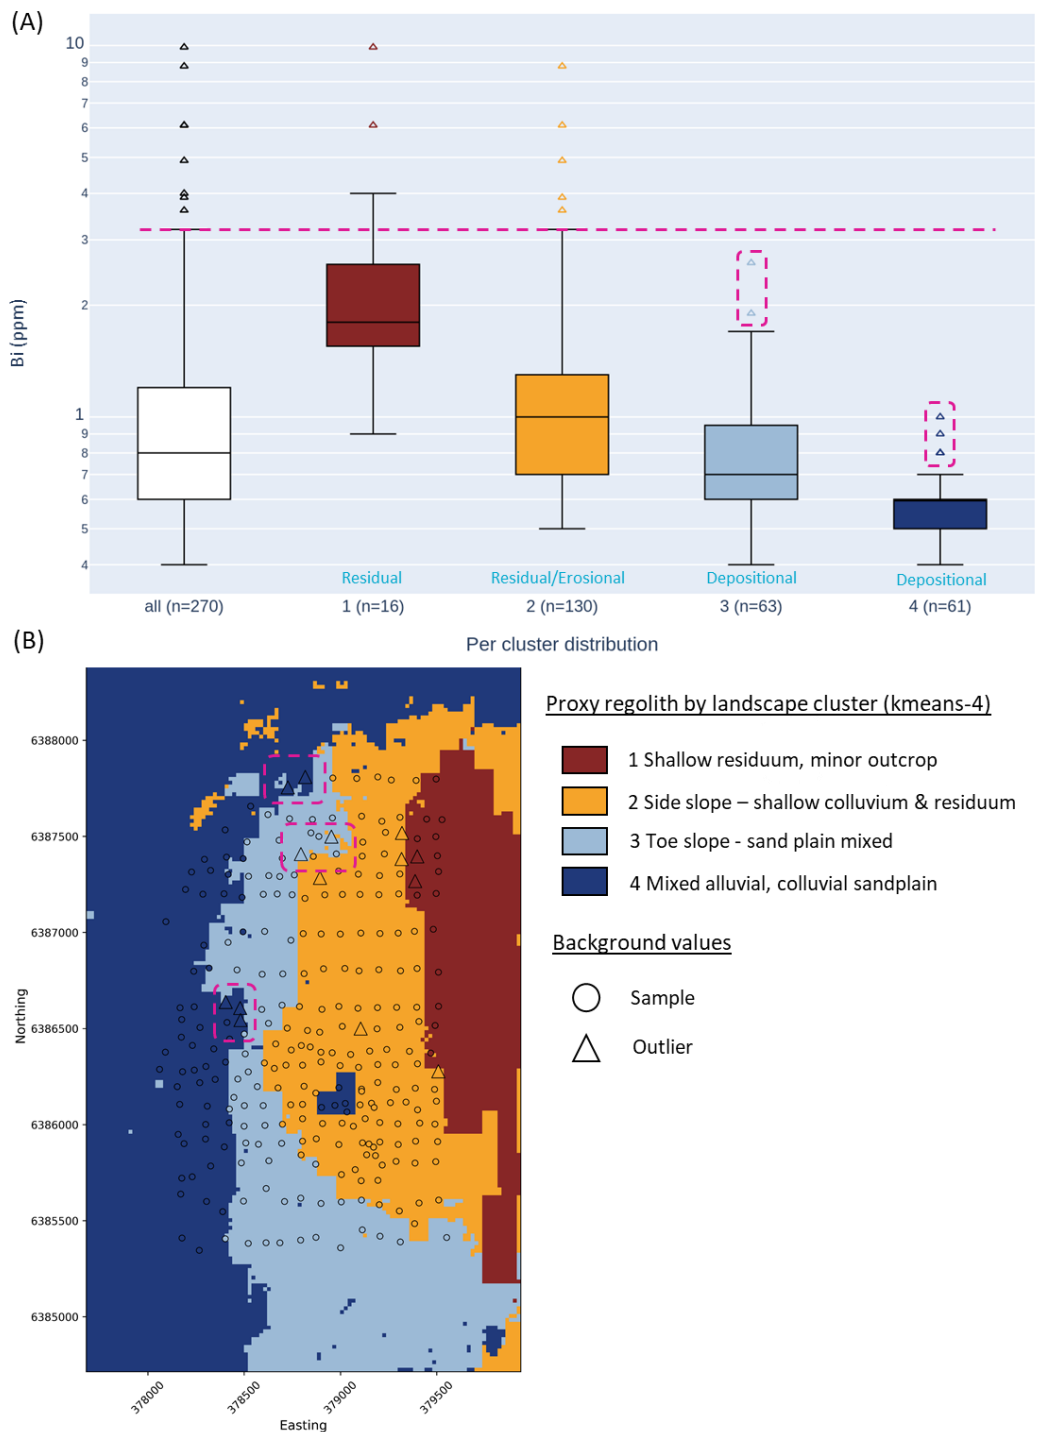 (A)
10
9
8
7
6
5
4
3
2
1
9
8
7
6
5
4
Bi (ppm)
Residual
Residual/Erosional
Depositional
Depositional
all (n=270)
1 (n=16)
2 (n=130)
3 (n=63)
4 (n=61)
Per cluster distribution
(B)
6388000
6387500
6387000
6386500
6386000
6385500
6385000
Northing
378000
378500
379000
379500
Easting
Proxy regolith by landscape cluster (kmeans-4)
1 Shallow residuum, minor outcrop
2 Side slope – shallow colluvium & residuum
3 Toe slope - sand plain mixed
4 Mixed alluvial, colluvial sandplain
Background values
Sample
Outlier